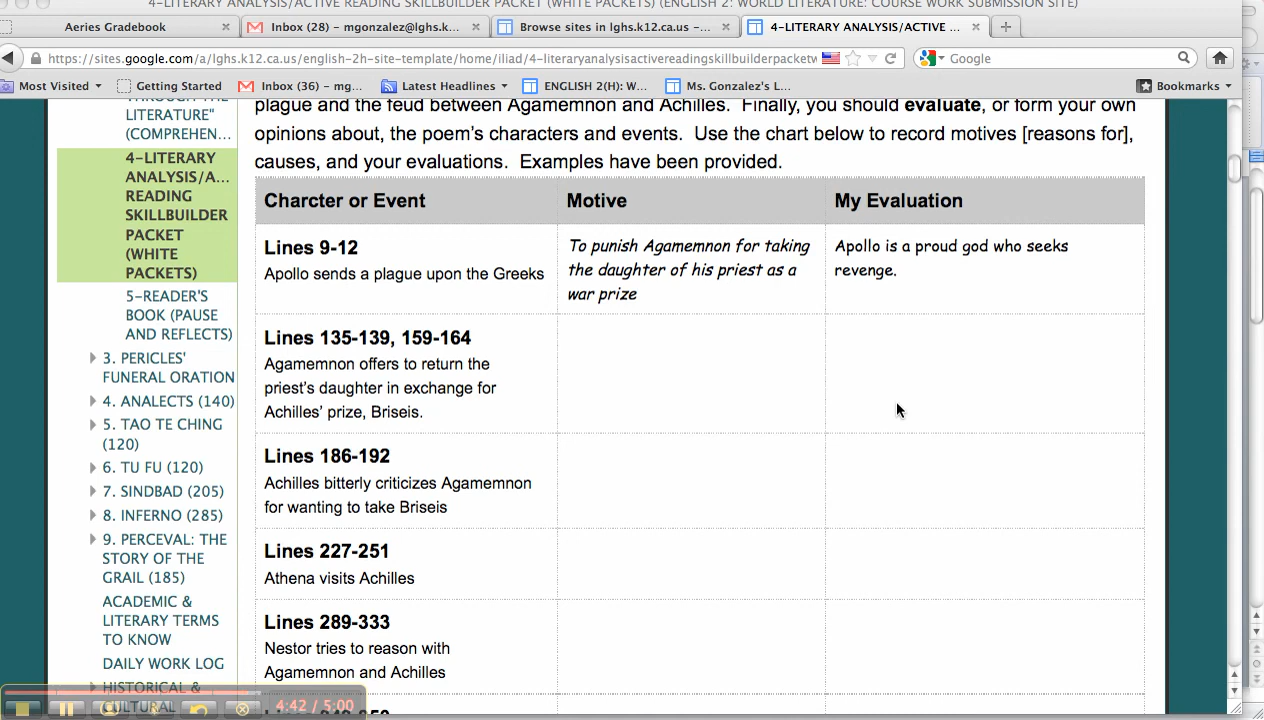 4-LITERARY ANALYSIS/ACTIVE READING SKILLBUILDER PACKET (WHITE PACKETS) (ENGLISH 2: WORLD LITERATURE: COURSE WORK SUBMISSION SITE)
Aeries Gradebook
Inbox (28) - mgonzalez@lghs.k...
Browse sites in lghs.k12.ca.us -...
4-LITERARY ANALYSIS/ACTIVE ...
https://sites.google.com/a/lghs.k12.ca.us/english-2h-site-template/home/iliad/4-literaryanalysisactivereadingskillbuilderpacketw
Google
Most Visited
Getting Started
Inbox (36) - mg...
Latest Headlines
ENGLISH 2(H): W...
Ms. Gonzalez's L...
Bookmarks
THROUGH THE
LITERATURE"
(COMPREHEN...
4-LITERARY
ANALYSIS/A...
READING
SKILLBUILDER
PACKET
(WHITE
PACKETS)
5-READER'S
BOOK (PAUSE
AND REFLECTS)
3. PERICLES'
FUNERAL ORATION
4. ANALECTS (140)
5. TAO TE CHING
(120)
6. TU FU (120)
7. SINDBAD (205)
8. INFERNO (285)
9. PERCEVAL: THE
STORY OF THE
GRAIL (185)
ACADEMIC &
LITERARY TERMS
TO KNOW
DAILY WORK LOG
HISTORICAL &
CULTURAL
plague and the feud between Agamemnon and Achilles. Finally, you should evaluate, or form your own
opinions about, the poem's characters and events. Use the chart below to record motives [reasons for],
causes, and your evaluations. Examples have been provided.
Charcter or Event
Motive
My Evaluation
Lines 9-12
Apollo sends a plague upon the Greeks
To punish Agamemnon for taking
the daughter of his priest as a
war prize
Apollo is a proud god who seeks
revenge.
Lines 135-139, 159-164
Agamemnon offers to return the
priest's daughter in exchange for
Achilles' prize, Briseis.
Lines 186-192
Achilles bitterly criticizes Agamemnon
for wanting to take Briseis
Lines 227-251
Athena visits Achilles
Lines 289-333
Nestor tries to reason with
Agamemnon and Achilles
4:42 / 5:00